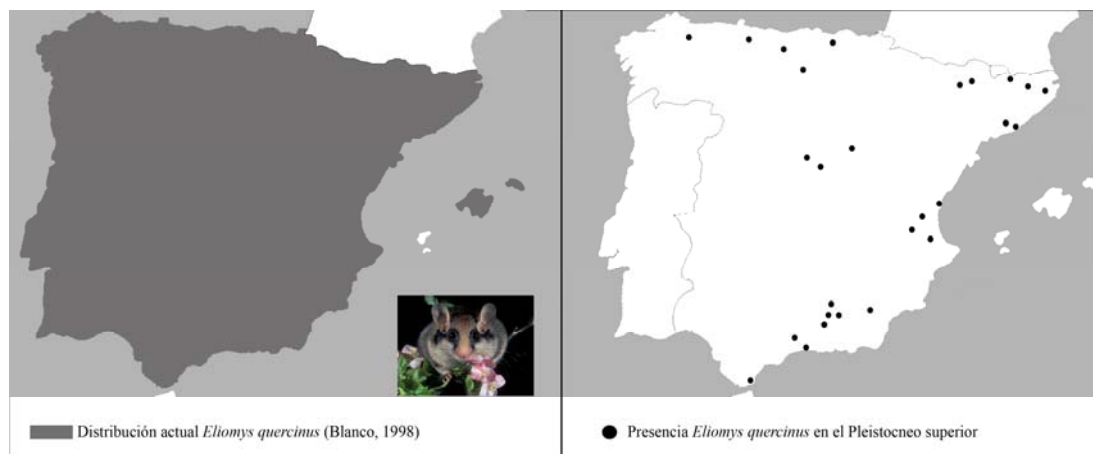 Distribución actual Eliomys quercinus (Blanco, 1998)
Presencia Eliomys quercinus en el Pleistocneo superior